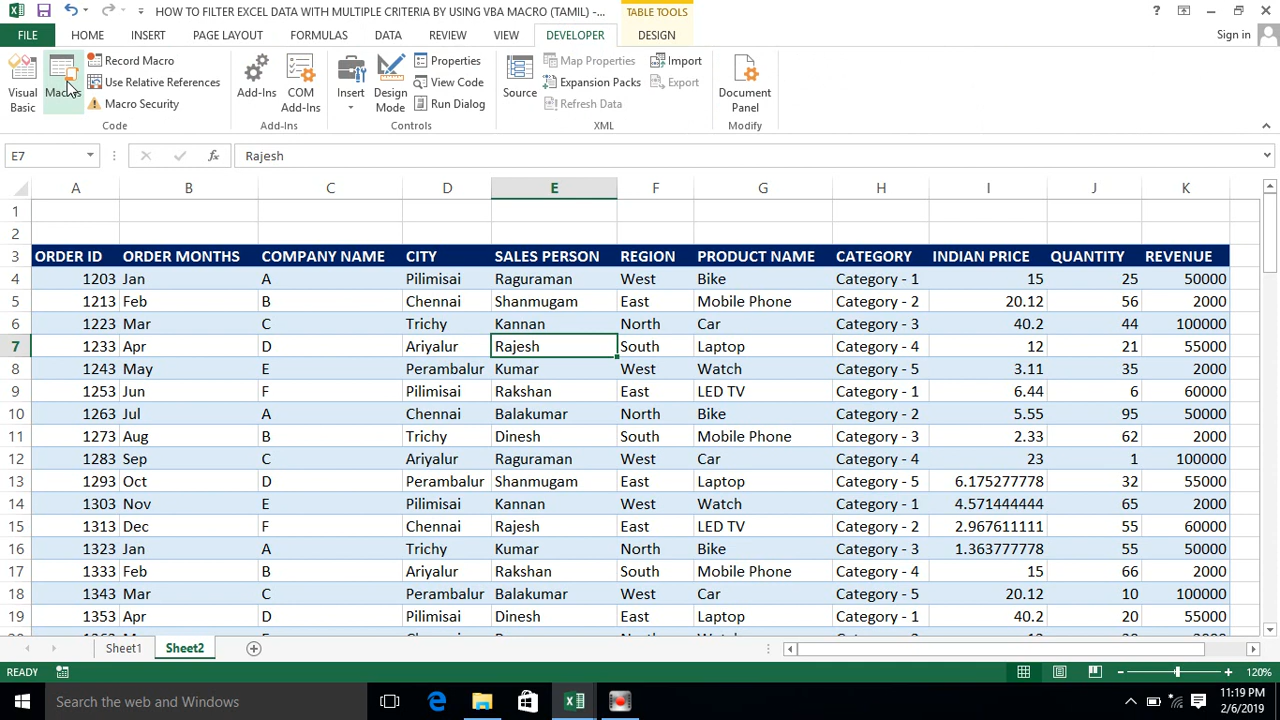 HOW TO FILTER EXCEL DATA WITH MULTIPLE CRITERIA BY USING VBA MACRO (TAMIL) -...
TABLE TOOLS
FILE HOME INSERT PAGE LAYOUT FORMULAS DATA REVIEW VIEW DEVELOPER DESIGN
Sign in
Visual Basic
Macros
Record Macro
Use Relative References
Macro Security
Code
Add-Ins
COM Add-Ins
Add-Ins
Insert
Design Mode
Properties
View Code
Run Dialog
Controls
Source
Map Properties
Expansion Packs
Refresh Data
Import
Export
XML
Document Panel
Modify
E7
fx
Rajesh
A B C D E F G H I J K
1
2
3 ORDER ID ORDER MONTHS COMPANY NAME CITY SALES PERSON REGION PRODUCT NAME CATEGORY INDIAN PRICE QUANTITY REVENUE
4 1203 Jan A Pilimisai Raguraman West Bike Category - 1 15 25 50000
5 1213 Feb B Chennai Shanmugam East Mobile Phone Category - 2 20.12 56 2000
6 1223 Mar C Trichy Kannan North Car Category - 3 40.2 44 100000
7 1233 Apr D Ariyalur Rajesh South Laptop Category - 4 12 21 55000
8 1243 May E Perambalur Kumar West Watch Category - 5 3.11 35 2000
9 1253 Jun F Pilimisai Rakshan East LED TV Category - 1 6.44 6 60000
10 1263 Jul A Chennai Balakumar North Bike Category - 2 5.55 95 50000
11 1273 Aug B Trichy Dinesh South Mobile Phone Category - 3 2.33 62 2000
12 1283 Sep C Ariyalur Raguraman West Car Category - 4 23 1 100000
13 1293 Oct D Perambalur Shanmugam East Laptop Category - 5 6.175277778 32 55000
14 1303 Nov E Pilimisai Kannan West Watch Category - 1 4.571444444 65 2000
15 1313 Dec F Chennai Rajesh East LED TV Category - 2 2.967611111 55 60000
16 1323 Jan A Trichy Kumar North Bike Category - 3 1.363777778 55 50000
17 1333 Feb B Ariyalur Rakshan South Mobile Phone Category - 4 15 66 2000
18 1343 Mar C Perambalur Balakumar West Car Category - 5 20.12 10 100000
19 1353 Apr D Pilimisai Dinesh East Laptop Category - 1 40.2 20 55000
Sheet1 Sheet2
READY
120%
Search the web and Windows
11:19 PM
2/6/2019